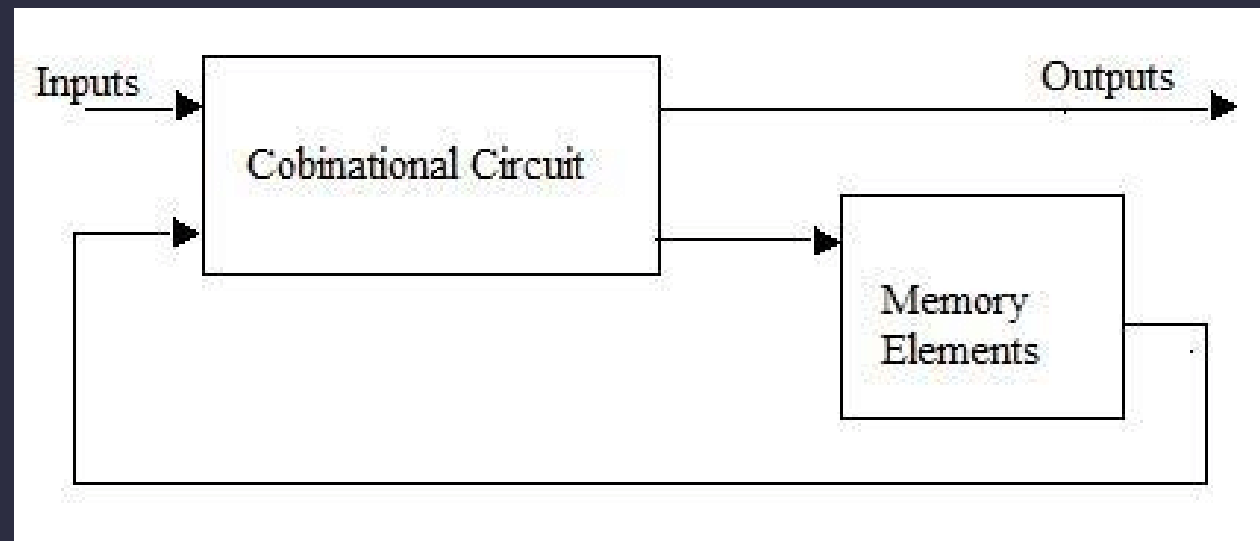 Inputs
Outputs
Cobinational Circuit
Memory
Elements